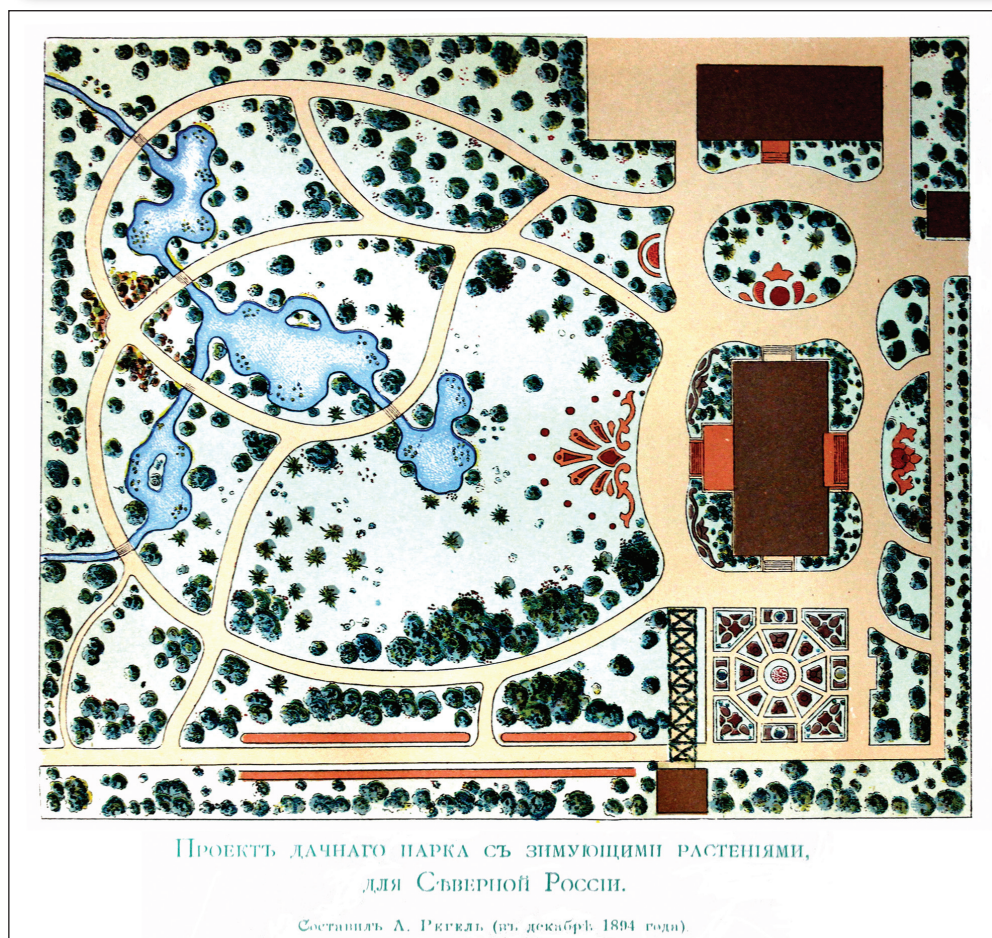 Проектъ дачнаго парка съ зимующими растеніями,
для Сѣверной Россіи.
Составилъ А. Регель (въ декабрѣ 1894 года).